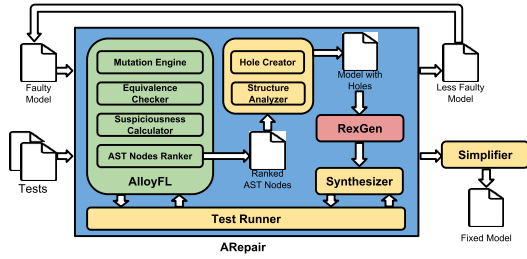 Faulty
Model
Tests
Mutation Engine
Equivalence
Checker
Suspiciousness
Calculator
AST Nodes Ranker
AlloyFL
Hole Creator
Structure
Analyzer
Ranked
AST Nodes
Model with
Holes
RexGen
Synthesizer
Test Runner
ARepair
Less Faulty
Model
Simplifier
Fixed Model